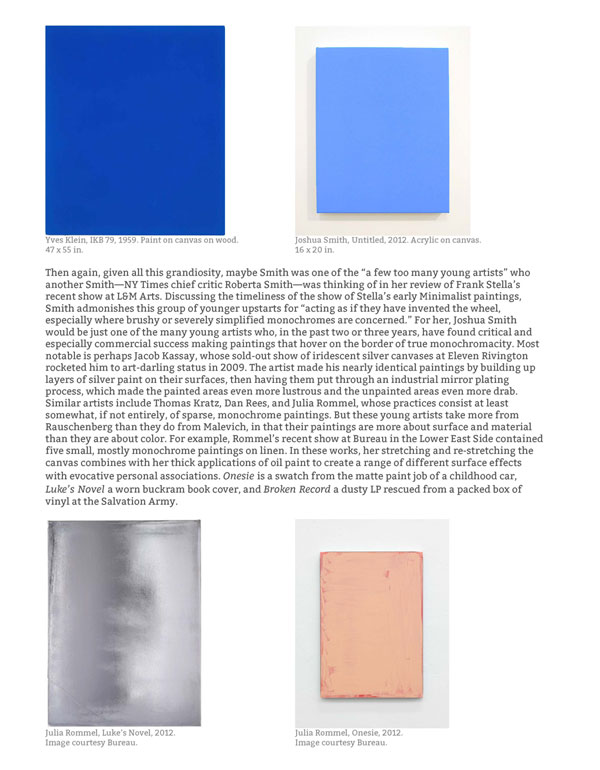 Yves Klein, IKB 79, 1959. Paint on canvas on wood.
47 x 55 in.
Joshua Smith, Untitled, 2012. Acrylic on canvas.
16 x 20 in.
Then again, given all this grandiosity, maybe Smith was one of the “a few too many young artists” who
another Smith—NY Times chief critic Roberta Smith—was thinking of in her review of Frank Stella’s
recent show at L&M Arts. Discussing the timeliness of the show of Stella’s early Minimalist paintings,
Smith admonishes this group of younger upstarts for “acting as if they have invented the wheel,
especially where brushy or severely simplified monochromes are concerned.” For her, Joshua Smith
would be just one of the many young artists who, in the past two or three years, have found critical and
especially commercial success making paintings that hover on the border of true monochromacity. Most
notable is perhaps Jacob Kassay, whose sold-out show of iridescent silver canvases at Eleven Rivington
rocketed him to art-darling status in 2009. The artist made his nearly identical paintings by building up
layers of silver paint on their surfaces, then having them put through an industrial mirror plating
process, which made the painted areas even more lustrous and the unpainted areas even more drab.
Similar artists include Thomas Kratz, Dan Rees, and Julia Rommel, whose practices consist at least
somewhat, if not entirely, of sparse, monochrome paintings. But these young artists take more from
Rauschenberg than they do from Malevich, in that their paintings are more about surface and material
than they are about color. For example, Rommel’s recent show at Bureau in the Lower East Side contained
five small, mostly monochrome paintings on linen. In these works, her stretching and re-stretching the
canvas combines with her thick applications of oil paint to create a range of different surface effects
with evocative personal associations. Onesie is a swatch from the matte paint job of a childhood car,
Luke’s Novel a worn buckram book cover, and Broken Record a dusty LP rescued from a packed box of
vinyl at the Salvation Army.
Julia Rommel, Luke’s Novel, 2012.
Image courtesy Bureau.
Julia Rommel, Onesie, 2012.
Image courtesy Bureau.